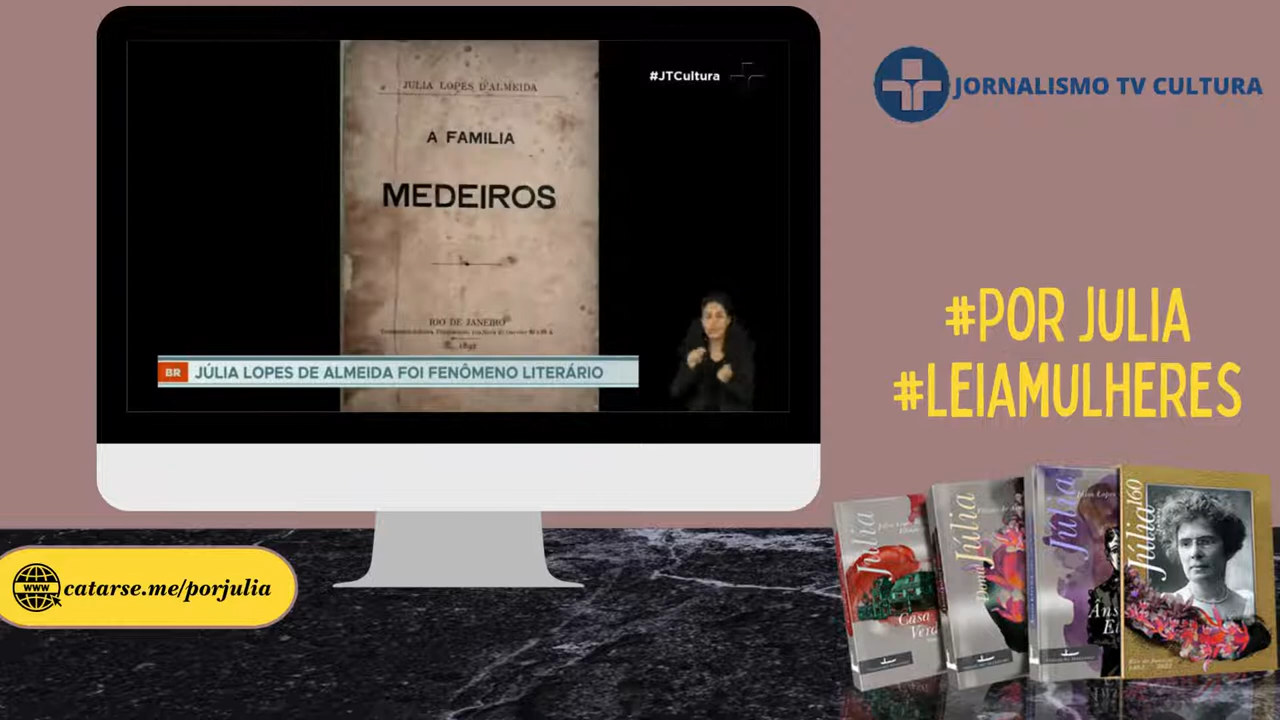 #JTCultura
JULIA LOPES D'ALMEIDA
A FAMILIA
MEDEIROS
RIO DE JANEIRO
1892
BR JÚLIA LOPES DE ALMEIDA FOI FENÔMENO LITERÁRIO
JORNALISMO TV CULTURA
#POR JULIA
#LEIAMULHERES
www catarse.me/porjulia
Júlia
Casa
Júlia
Júlia
Júlia 160